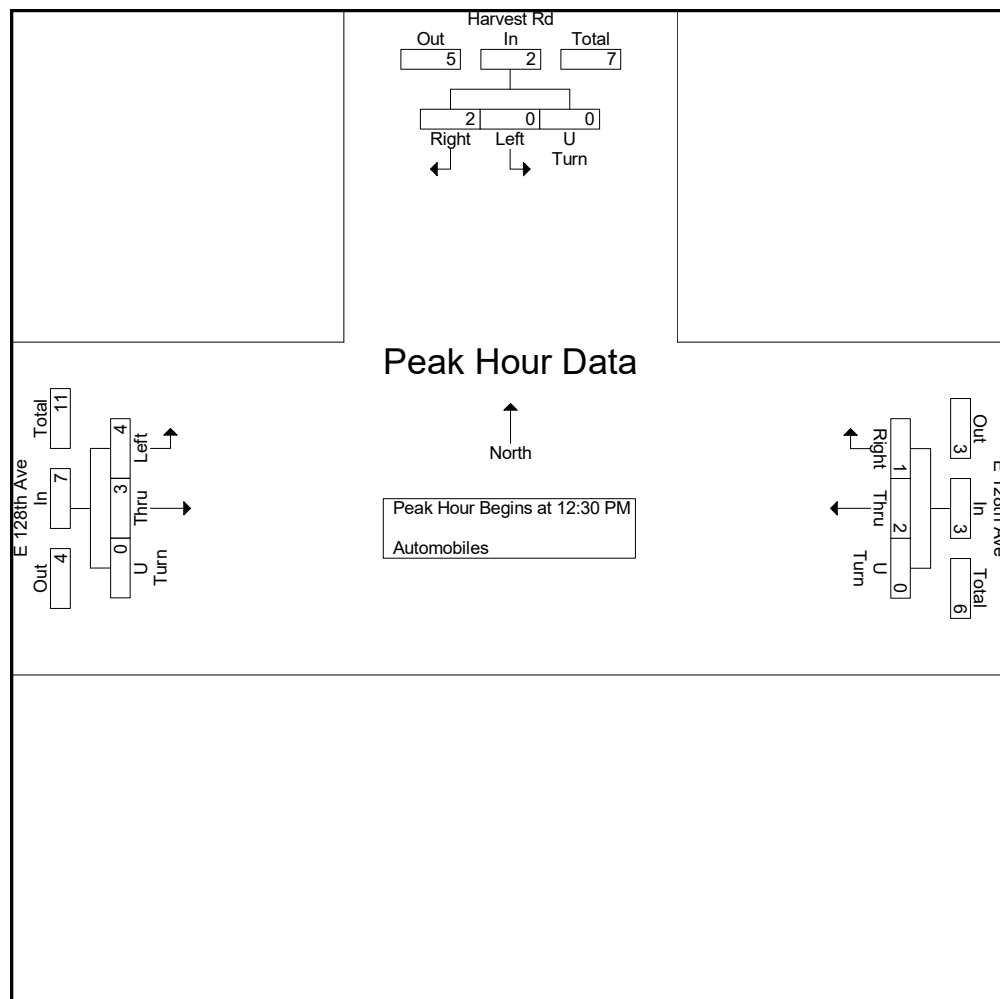 Harvest Rd
Out In Total
5 2 7
2 0 0
Right Left U
Turn
Peak Hour Data
North
Peak Hour Begins at 12:30 PM
Automobiles
E 128th Ave
Out In Total
4 7 11
0 3 4
U Thru Left
Turn
E 128th Ave
Out In Total
3 3 6
1 2 0
Right Thru U
Turn